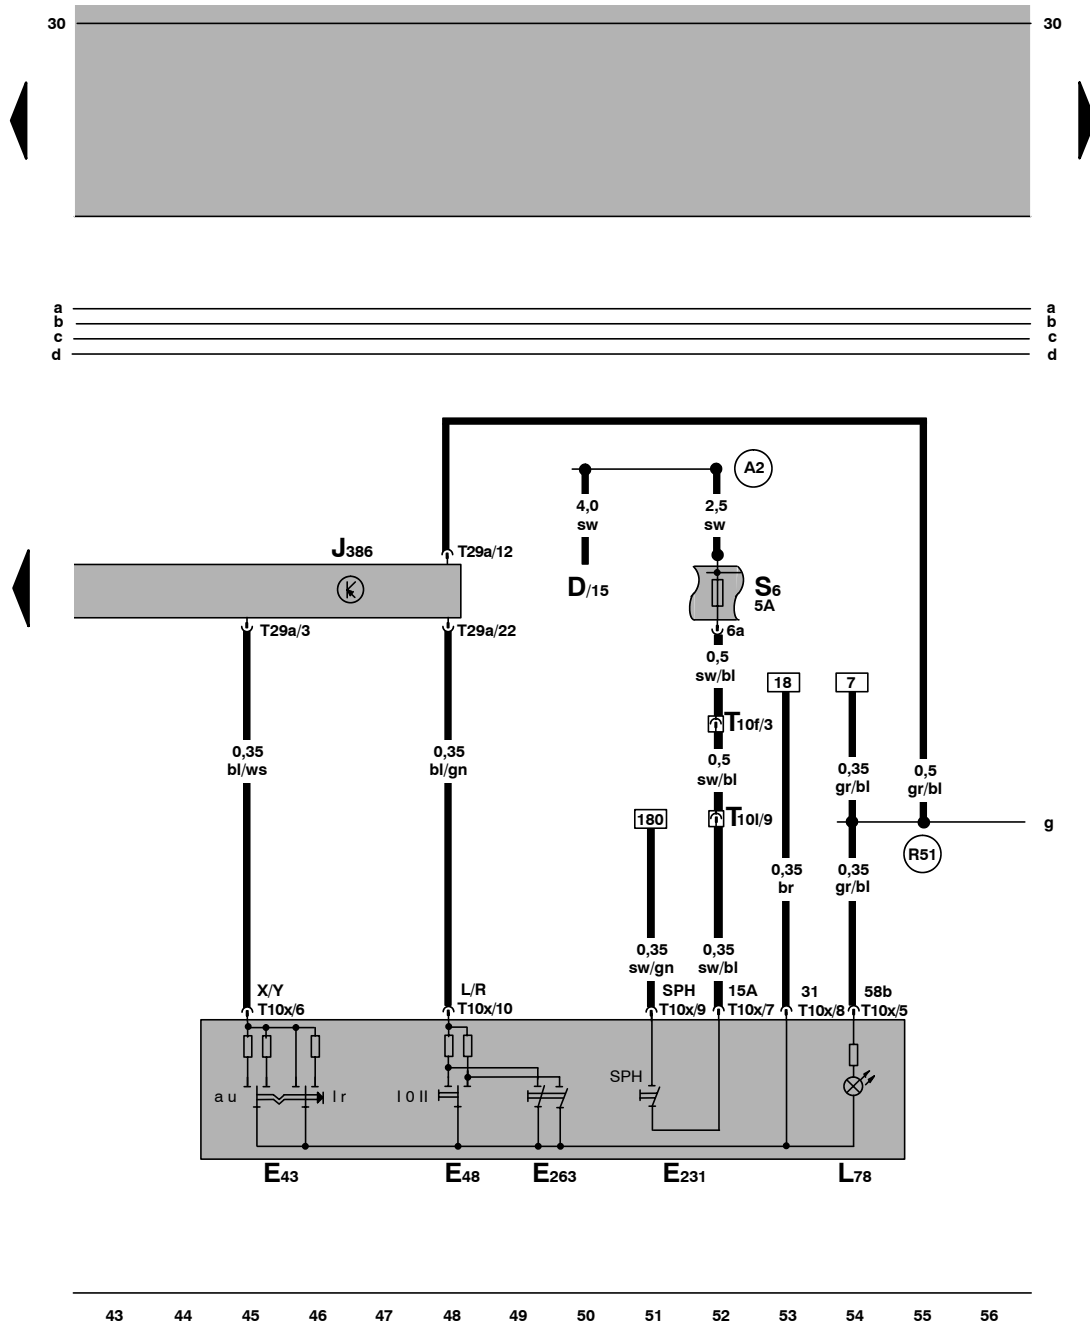 30 30
a a
b b
c c
d d
A2
4,0 2,5
sw sw
J386 T29a/12
D/15 S6
5A
T29a/3 T29a/22 6a
0,5
sw/bl
18 7
T10f/3
0,35 0,35 0,5 0,35 0,5
bl/ws bl/gn sw/bl gr/bl gr/bl
180 T10l/9 g
R51
0,35 0,35
br gr/bl
0,35 0,35
sw/gn sw/bl
X/Y L/R SPH 15A 31 58b
T10x/6 T10x/10 T10x/9 T10x/7 T10x/8 T10x/5
SPH
a u l r I 0 II
E43 E48 E263 E231 L78
43 44 45 46 47 48 49 50 51 52 53 54 55 56